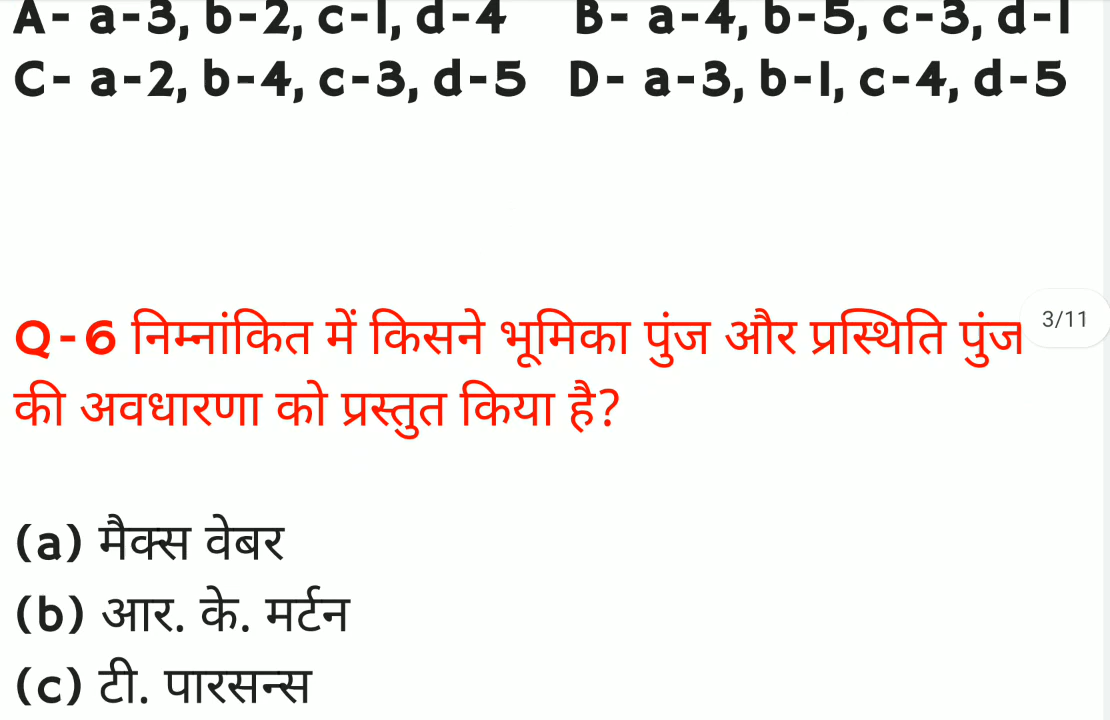 A- a-3, b-2, c-1, d-4 B- a-4, b-5, c-3, d-1
C- a-2, b-4, c-3, d-5 D- a-3, b-1, c-4, d-5
Q-6 निम्नांकित में किसने भूमिका पुंज और प्रस्थिति पुंज
3/11
की अवधारणा को प्रस्तुत किया है?
(a) मैक्स वेबर
(b) आर. के. मर्टन
(c) टी. पारसन्स